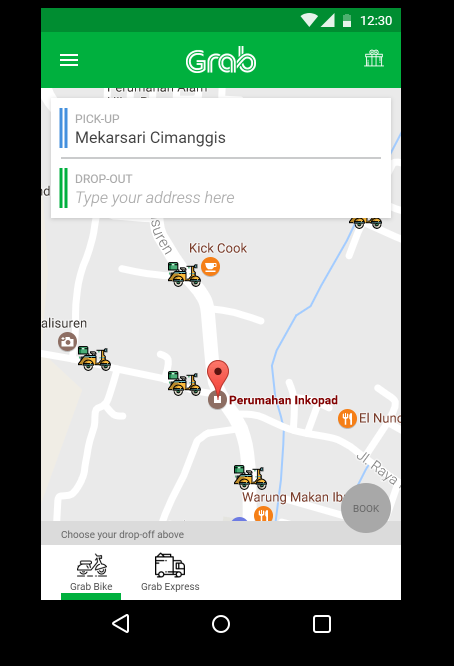 12:30
Grab
Perumahan Alam
PICK-UP
Mekarsari Cimanggis
DROP-OUT
Type your address here
isuren
Kick Cook
alisuren
Perumahan Inkopad
El Nunc
Jl. Raya
Warung Makan Ib
BOOK
Choose your drop-off above
Grab Bike
Grab Express